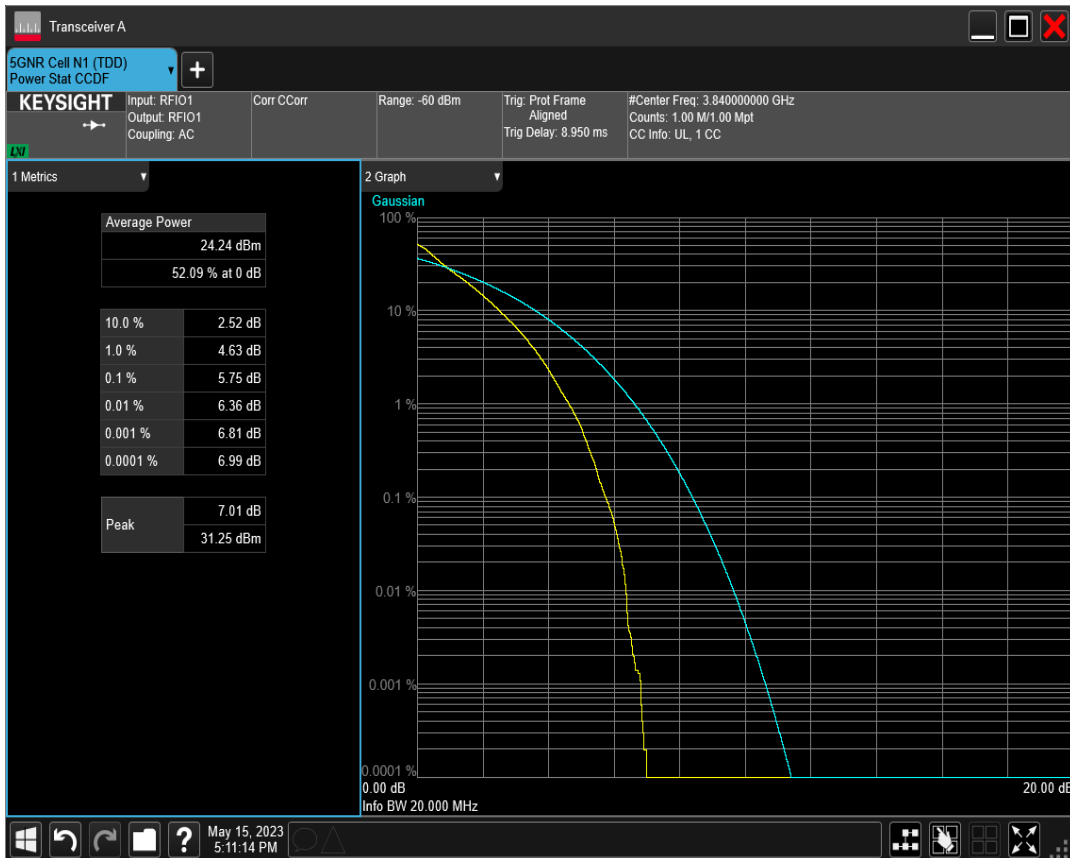 Transceiver A
5GNR Cell N1 (TDD)
Power Stat CCDF
+
KEYSIGHT
LXI
Input: RFIO1
Output: RFIO1
Coupling: AC
Corr CCorr
Range: -60 dBm
Trig: Prot Frame
Aligned
Trig Delay: 8.950 ms
#Center Freq: 3.840000000 GHz
Counts: 1.00 M/1.00 Mpt
CC Info: UL, 1 CC
1 Metrics
Average Power
24.24 dBm
52.09 % at 0 dB
10.0 % 2.52 dB
1.0 % 4.63 dB
0.1 % 5.75 dB
0.01 % 6.36 dB
0.001 % 6.81 dB
0.0001 % 6.99 dB
Peak 7.01 dB
31.25 dBm
2 Graph
Gaussian
100 %
10 %
1 %
0.1 %
0.01 %
0.001 %
0.0001 %
0.00 dB 20.00 dB
Info BW 20.000 MHz
? May 15, 2023
5:11:14 PM